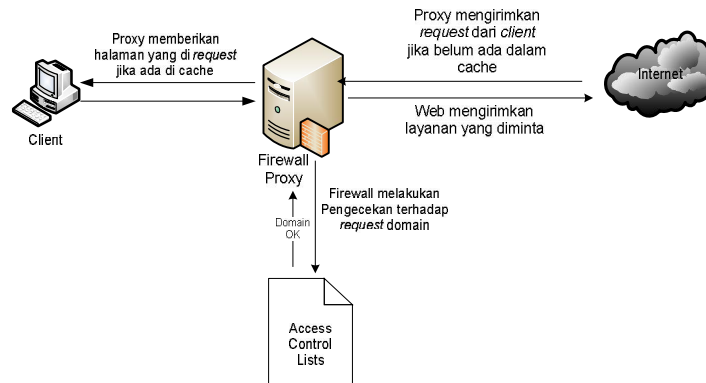 Proxy memberikan
halaman yang di request
jika ada di cache
Proxy mengirimkan
request dari client
jika belum ada dalam
cache
Internet
Web mengirimkan
layanan yang diminta
Client
Firewall
Proxy
Firewall melakukan
Pengecekan terhadap
request domain
Domain
OK
Access
Control
Lists